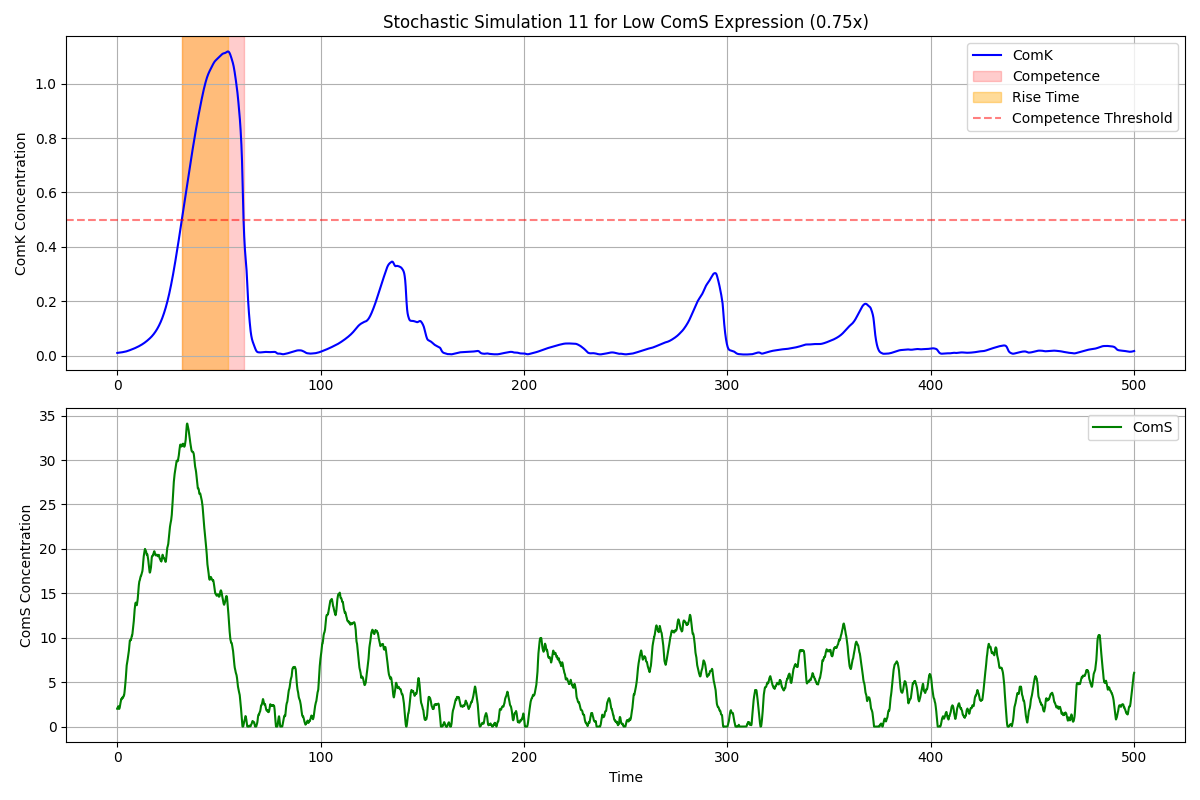 Stochastic Simulation 11 for Low ComS Expression (0.75x)
ComK
Competence
Rise Time
Competence Threshold
ComK Concentration
1.0
0.8
0.6
0.4
0.2
0.0
0 100 200 300 400 500
ComS
ComS Concentration
35
30
25
20
15
10
5
0
0 100 200 300 400 500
Time